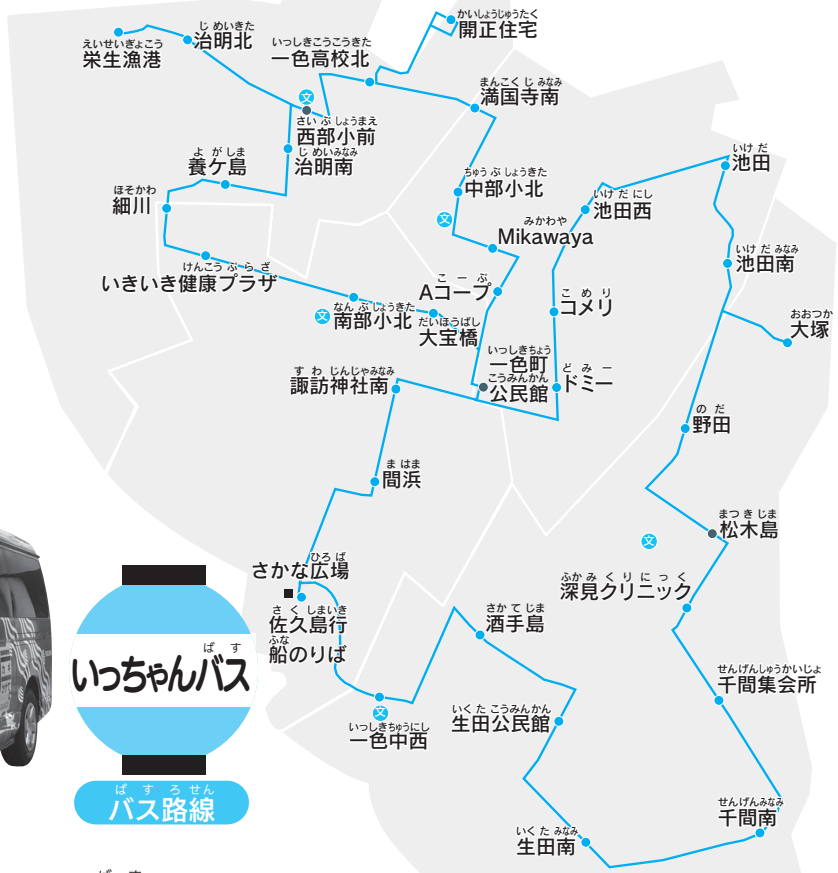 かいしょうじゅうたく
開正住宅
えいせいぎょこう
栄生漁港
じめいきた
治明北
いっしきこうこうきた
一色高校北
まんこくじみなみ
満国寺南
文
さいぶしょうまえ
西部小前
じめいみなみ
治明南
よがしま
養ケ島
ほそかわ
細川
ちゅうぶしょうきた
中部小北
文
いけだにし
池田西
いけだ
池田
みかわや
Mikawaya
いけだみなみ
池田南
けんこうぷらざ
いきいき健康プラザ
こーぷ
Aコープ
こめり
コメリ
おおつか
大塚
文
なんぶしょうきた
南部小北
だいほうばし
大宝橋
いっしきちょう
一色町
こうみんかん
公民館
どみー
ドミー
すわじんじゃみなみ
諏訪神社南
のだ
野田
まはま
間浜
まつきじま
松木島
文
ひろば
さかな広場
さくしまいき
佐久島行
ふな
船のりば
ふかみくりにっく
深見クリニック
さかてじま
酒手島
せんげんしゅうかいじょ
千間集会所
いくたこうみんかん
生田公民館
文
いっしきちゅうにし
一色中西
せんげんみなみ
千間南
いくたみなみ
生田南
ばす
いっちゃんバス
ばすろせん
バス路線
ばす